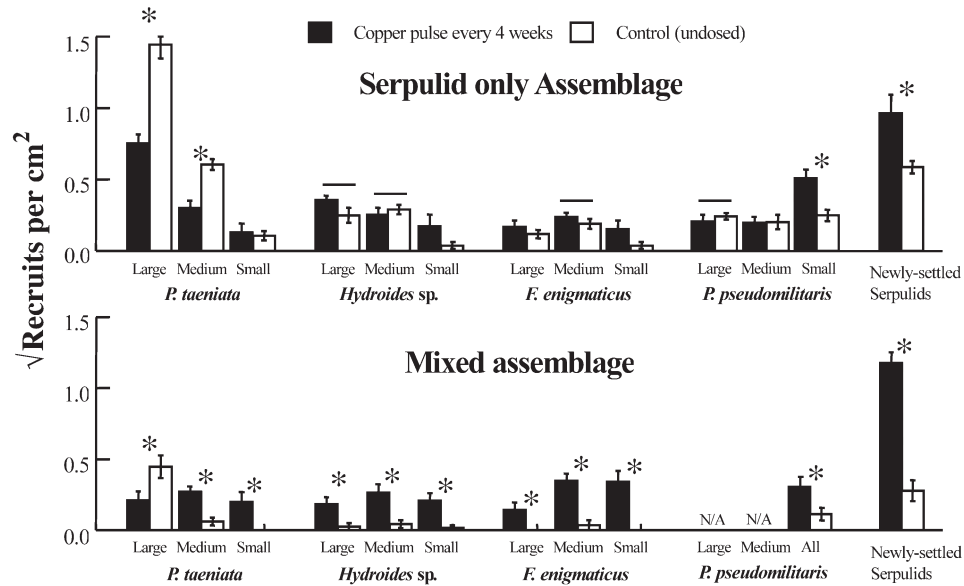 Copper pulse every 4 weeks Control (undosed)
Serpulid only Assemblage
√Recruits per cm2
1.5
1.0
0.5
0
* * * *
Large Medium Small Large Medium Small Large Medium Small Large Medium Small Newly-settled
P. taeniata Hydroides sp. F. enigmaticus P. pseudomilitaris Serpulids
Mixed assemblage
1.5
1.0
0.5
0
* * * * * * * * * * *
N/A N/A
Large Medium Small Large Medium Small Large Medium Small Large Medium All Newly-settled
P. taeniata Hydroides sp. F. enigmaticus P. pseudomilitaris Serpulids